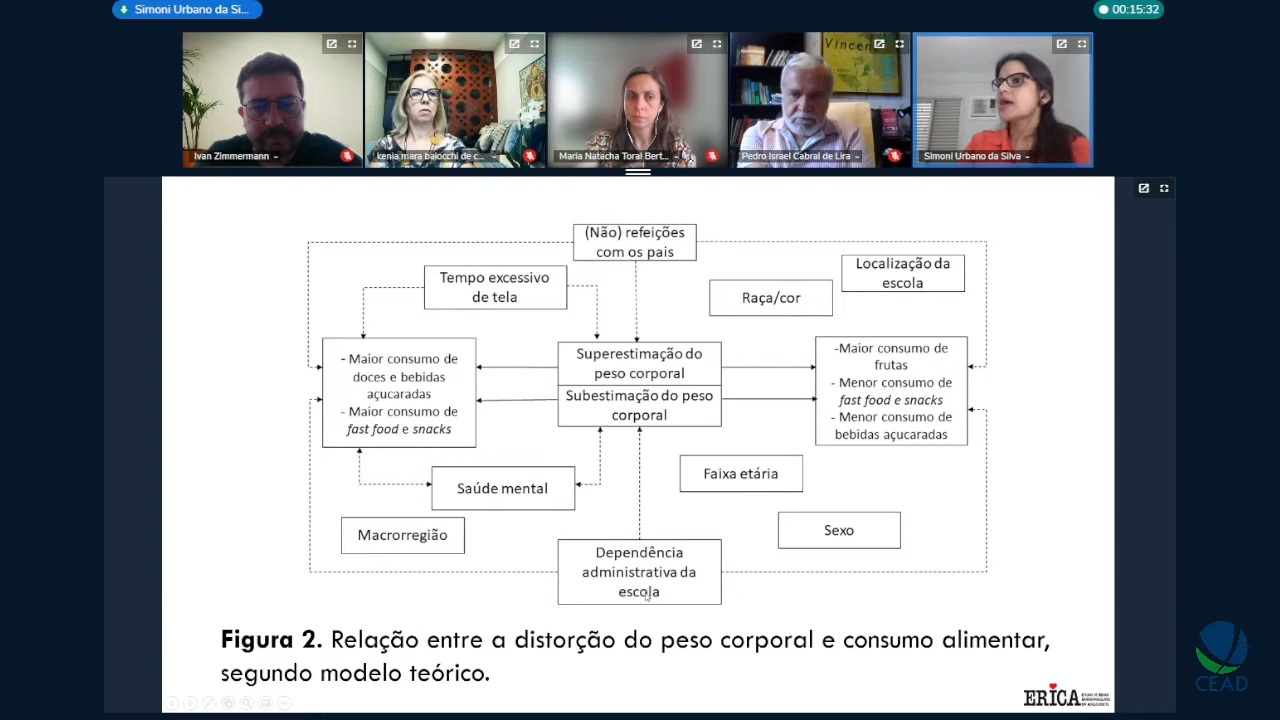 Simoni Urbano da Si...
00:15:32
Vincen
Ivan Zimmermann
kenia mara baiocchi de c...
Maria Natacha Toral Bert...
Pedro Israel Cabral de Lira
Simoni Urbano da Silva
(Não) refeições
com os pais
Tempo excessivo
de tela
Raça/cor
Localização da
escola
- Maior consumo de
doces e bebidas
açucaradas
- Maior consumo de
fast food e snacks
Superestimação do
peso corporal
Subestimação do peso
corporal
-Maior consumo de
frutas
- Menor consumo de
fast food e snacks
- Menor consumo de
bebidas açucaradas
Saúde mental
Faixa etária
Macrorregião
Sexo
Dependência
administrativa da
escola
Figura 2. Relação entre a distorção do peso corporal e consumo alimentar,
segundo modelo teórico.
ERICA
CEAD